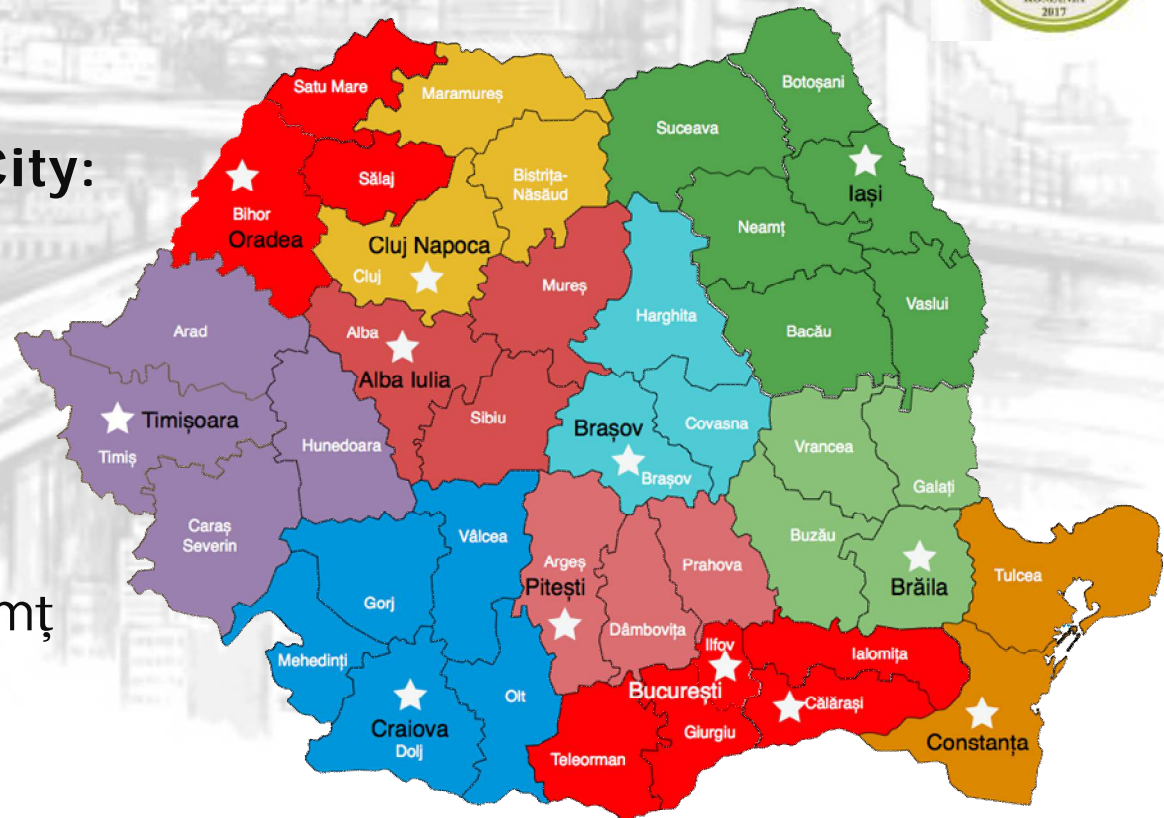 ROMANIA
2017
City:
mț
Satu Mare
Maramureș
Botoșani
Suceava
Sălaj
Bistrița-
Năsăud
Iași
Bihor
Oradea
Cluj Napoca
Cluj
Neamț
Mureș
Harghita
Vaslui
Bacău
Arad
Alba
Alba Iulia
Timișoara
Timiș
Hunedoara
Sibiu
Brașov
Brașov
Covasna
Vrancea
Galați
Caraș
Severin
Vâlcea
Argeș
Pitești
Prahova
Buzău
Brăila
Tulcea
Gorj
Dâmbovița
Mehedinți
Ilfov
Ialomița
București
Olt
Călărași
Craiova
Dolj
Giurgiu
Teleorman
Constanța